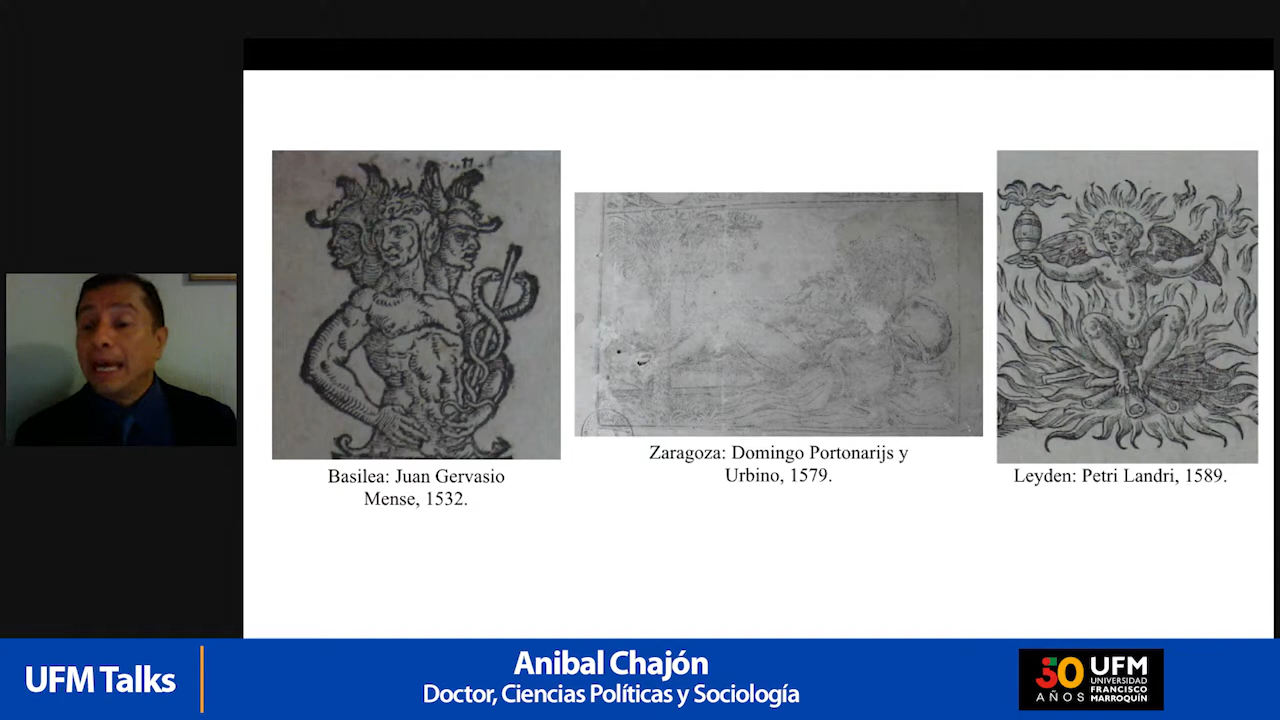 Basilea: Juan Gervasio
Mense, 1532.
Zaragoza: Domingo Portonarijs y
Urbino, 1579.
Leyden: Petri Landri, 1589.
UFM Talks
Anibal Chajón
Doctor, Ciencias Políticas y Sociología
50
AÑOS
UFM
UNIVERSIDAD
FRANCISCO
MARROQUÍN